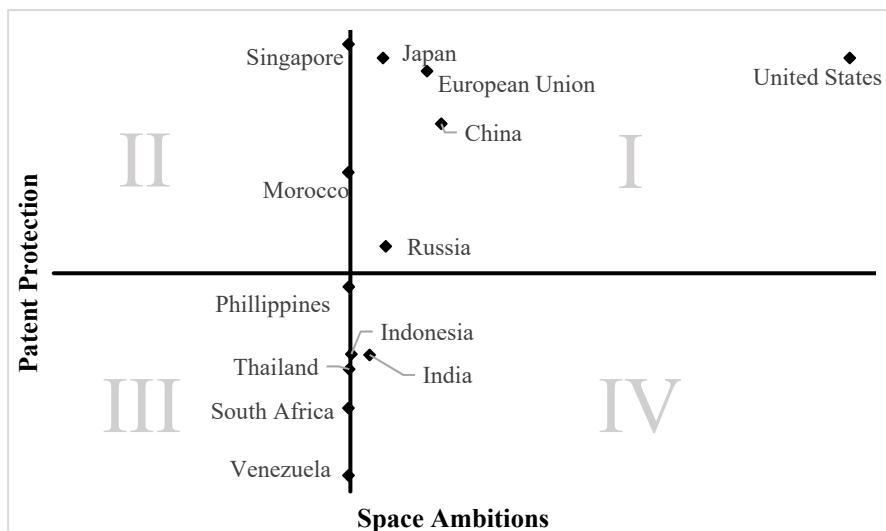 Singapore
Japan
European Union
United States
China
II
I
Morocco
Russia
Patent Protection
Phillippines
Indonesia
Thailand
India
III
IV
South Africa
Venezuela
Space Ambitions